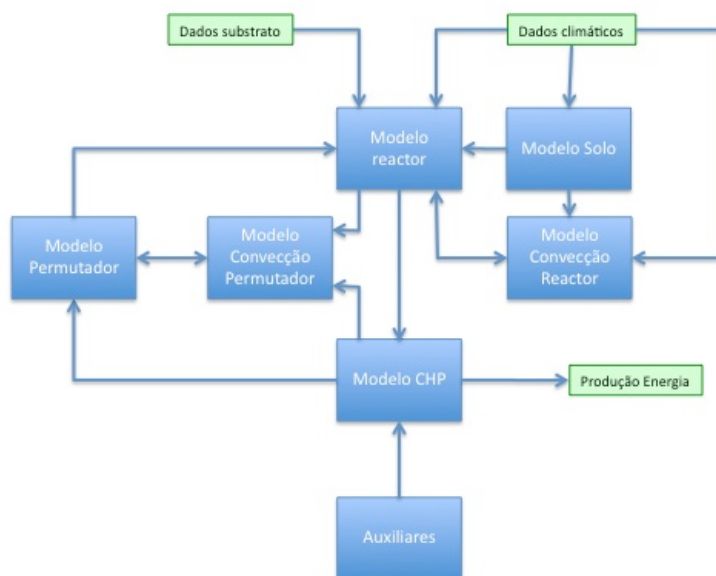 Dados substrato
Dados climáticos
Modelo
reactor
Modelo Solo
Modelo
Permutador
Modelo
Convecção
Permutador
Modelo
Convecção
Reactor
Modelo CHP
Produção Energia
Auxiliares